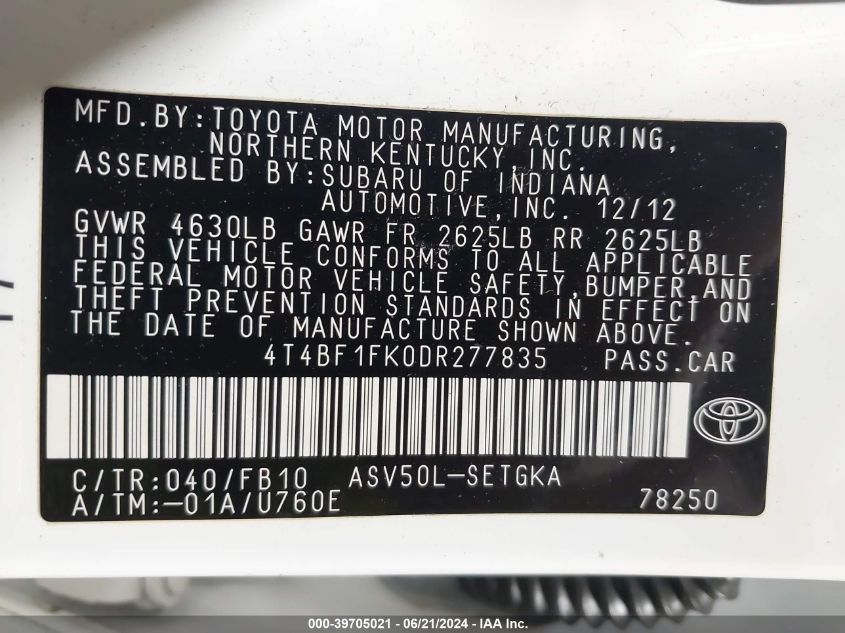 MFD.BY:TOYOTA MOTOR MANUFACTURING,
NORTHERN KENTUCKY,INC.
ASSEMBLED BY:SUBARU OF INDIANA
AUTOMOTIVE,INC. 12/12
GVWR 4630LB GAWR FR 2625LB RR 2625LB
THIS VEHICLE CONFORMS TO ALL APPLICABLE
FEDERAL MOTOR VEHICLE SAFETY,BUMPER,AND
THEFT PREVENTION STANDARDS IN EFFECT ON
THE DATE OF MANUFACTURE SHOWN ABOVE.
4T4BF1FK0DR277835 PASS.CAR
C/TR:040/FB10 ASV50L-SETGKA
A/TM:-01A/U760E 78250
000-39705021 - 06/21/2024 - IAA Inc.